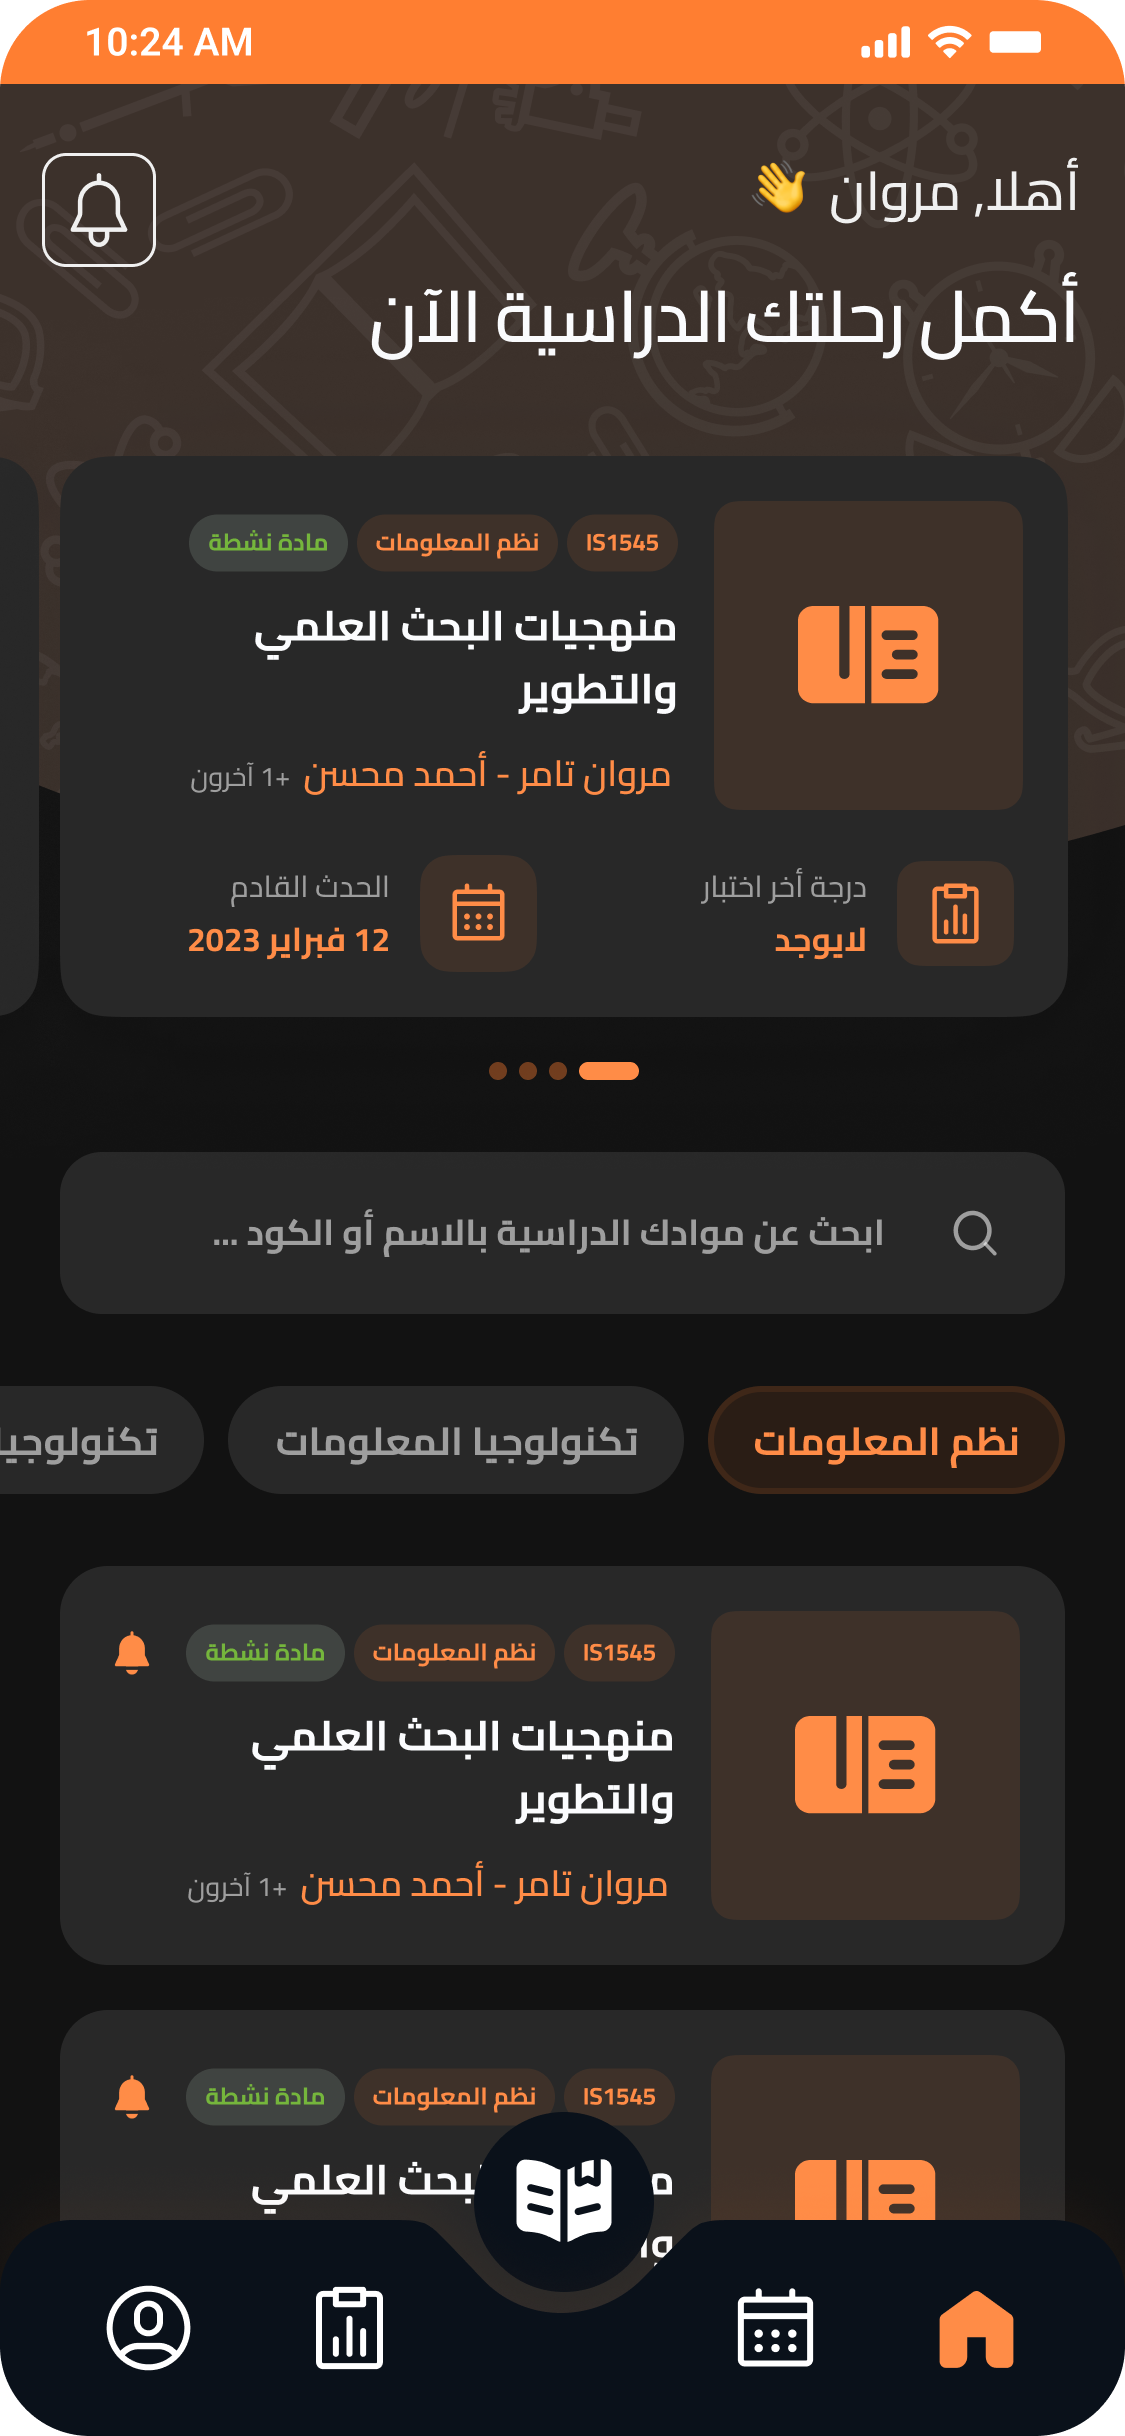 10:24 AM
أهلا, مروان 👋
أكمل رحلتك الدراسية الآن
IS1545 نظم المعلومات مادة نشطة
منهجيات البحث العلمي
والتطوير
مروان تامر - أحمد محسن +1 آخرون
درجة أخر اختبار
لايوجد
الحدث القادم
12 فبراير 2023
ابحث عن موادك الدراسية بالاسم أو الكود ...
نظم المعلومات تكنولوجيا المعلومات تكنولوجيا
IS1545 نظم المعلومات مادة نشطة
منهجيات البحث العلمي
والتطوير
مروان تامر - أحمد محسن +1 آخرون
IS1545 نظم المعلومات مادة نشطة
العلمي